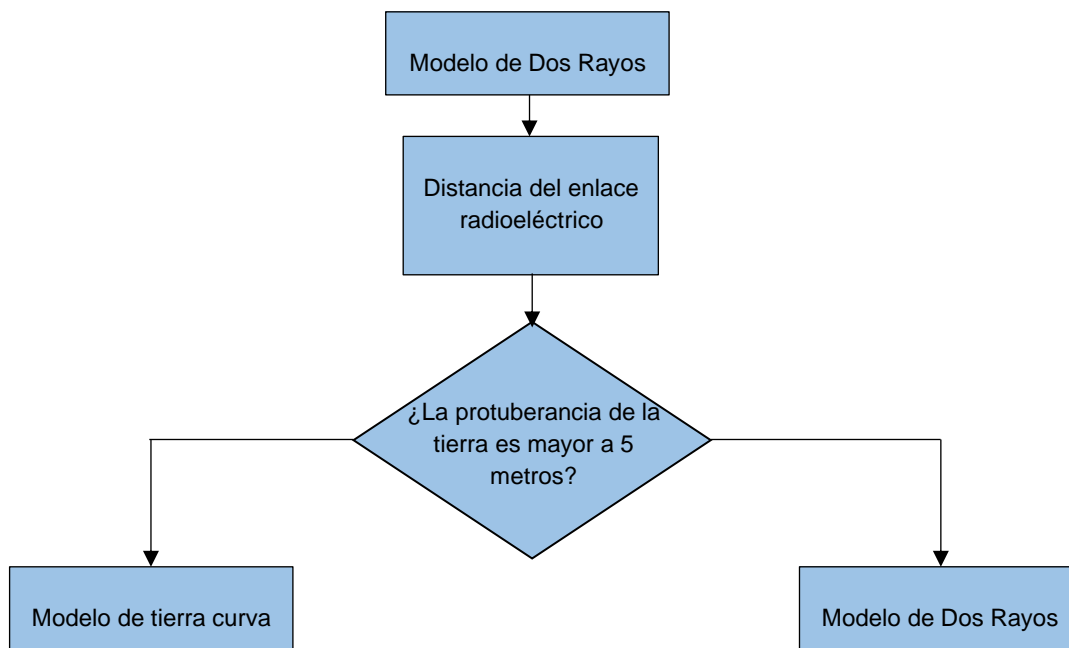 Modelo de Dos Rayos
Distancia del enlace
radioeléctrico
¿La protuberancia de la
tierra es mayor a 5
metros?
Modelo de tierra curva
Modelo de Dos Rayos